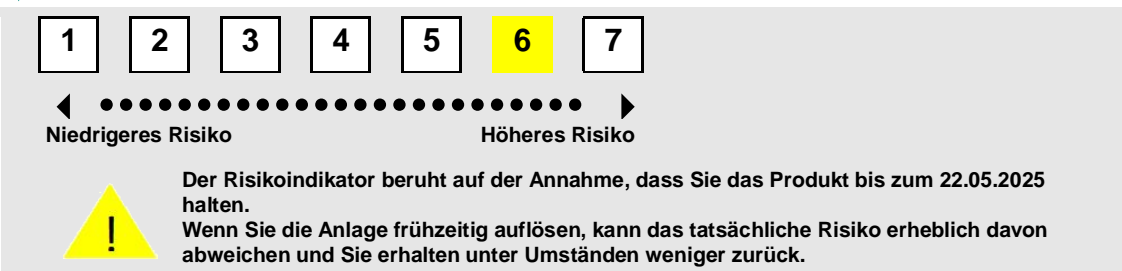 1 2 3 4 5 6 7
Niedrigeres Risiko Höheres Risiko
Der Risikoindikator beruht auf der Annahme, dass Sie das Produkt bis zum 22.05.2025
halten.
Wenn Sie die Anlage frühzeitig auflösen, kann das tatsächliche Risiko erheblich davon
abweichen und Sie erhalten unter Umständen weniger zurück.
!